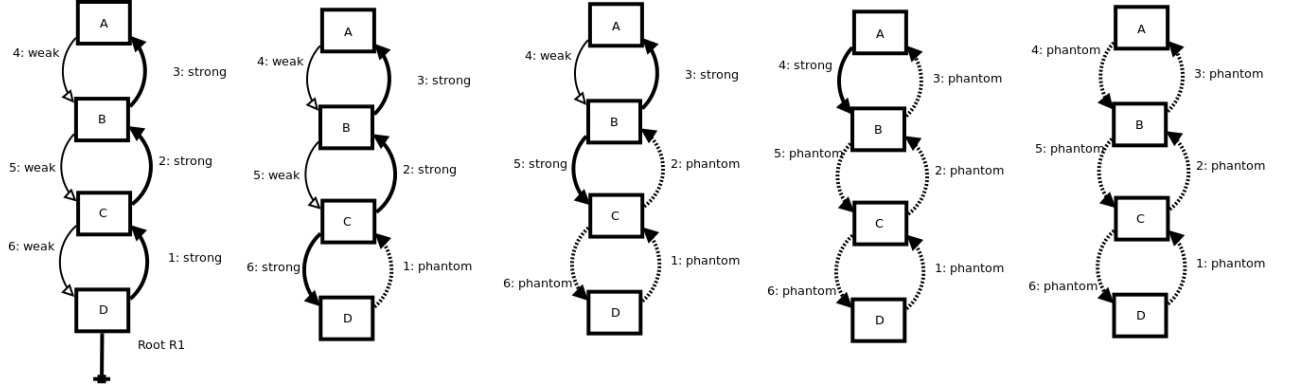 A
4: weak
3: strong
B
5: weak
2: strong
C
6: weak
1: strong
D
Root R1
A
4: weak
3: strong
B
5: weak
2: strong
C
6: strong
1: phantom
D
A
4: weak
3: strong
B
5: strong
2: phantom
C
6: phantom
1: phantom
D
A
4: strong
3: phantom
B
5: phantom
2: phantom
C
6: phantom
1: phantom
D
A
4: phantom
3: phantom
B
5: phantom
2: phantom
C
6: phantom
1: phantom
D